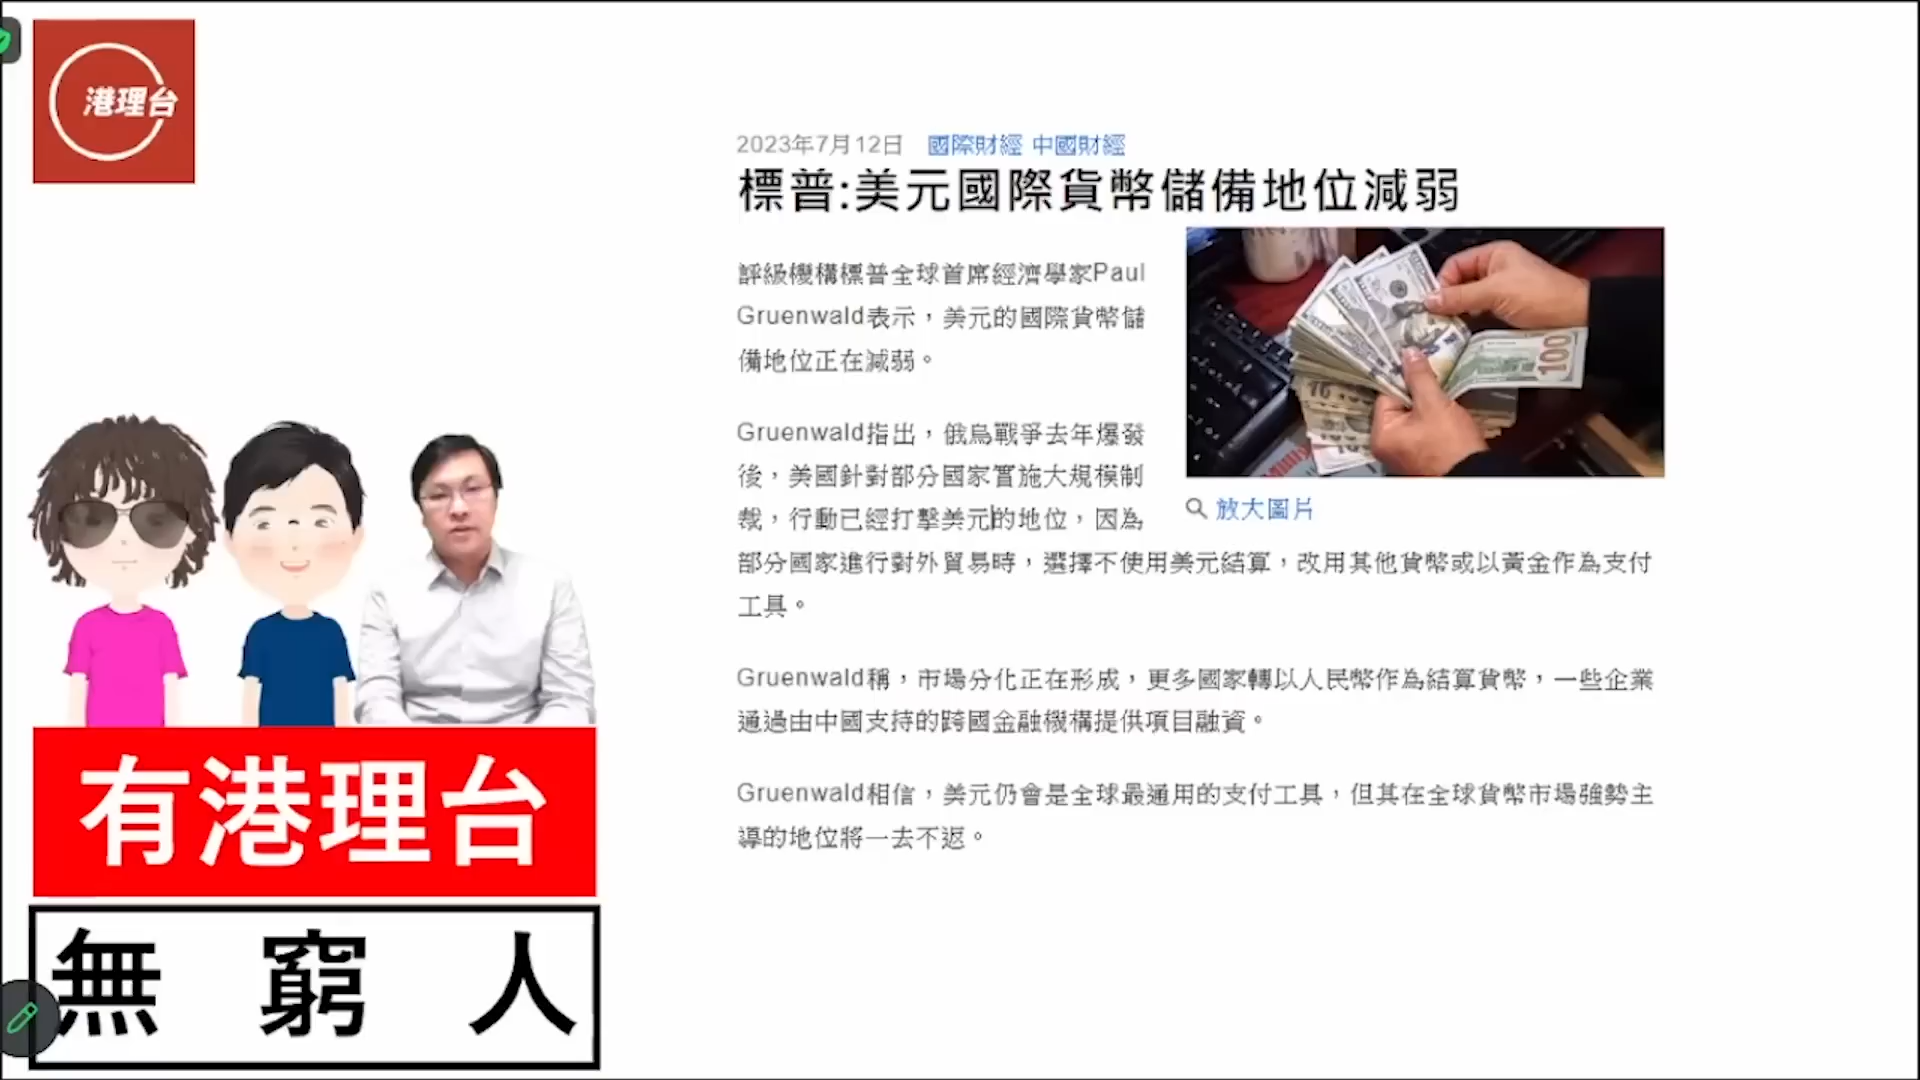 港理台
2023年7月12日 國際財經 中國財經
標普:美元國際貨幣儲備地位減弱
評級機構標普全球首席經濟學家Paul
Gruenwald表示，美元的國際貨幣儲
備地位正在減弱。
Gruenwald指出，俄烏戰爭去年爆發
後，美國針對部分國家實施大規模制
裁，行動已經打擊美元的地位，因為
部分國家進行對外貿易時，選擇不使用美元結算，改用其他貨幣或以黃金作為支付
工具。
Gruenwald稱，市場分化正在形成，更多國家轉以人民幣作為結算貨幣，一些企業
通過由中國支持的跨國金融機構提供項目融資。
Gruenwald相信，美元仍會是全球最通用的支付工具，但其在全球貨幣市場強勢主
導的地位將一去不返。
100
放大圖片
有港理台
無窮人